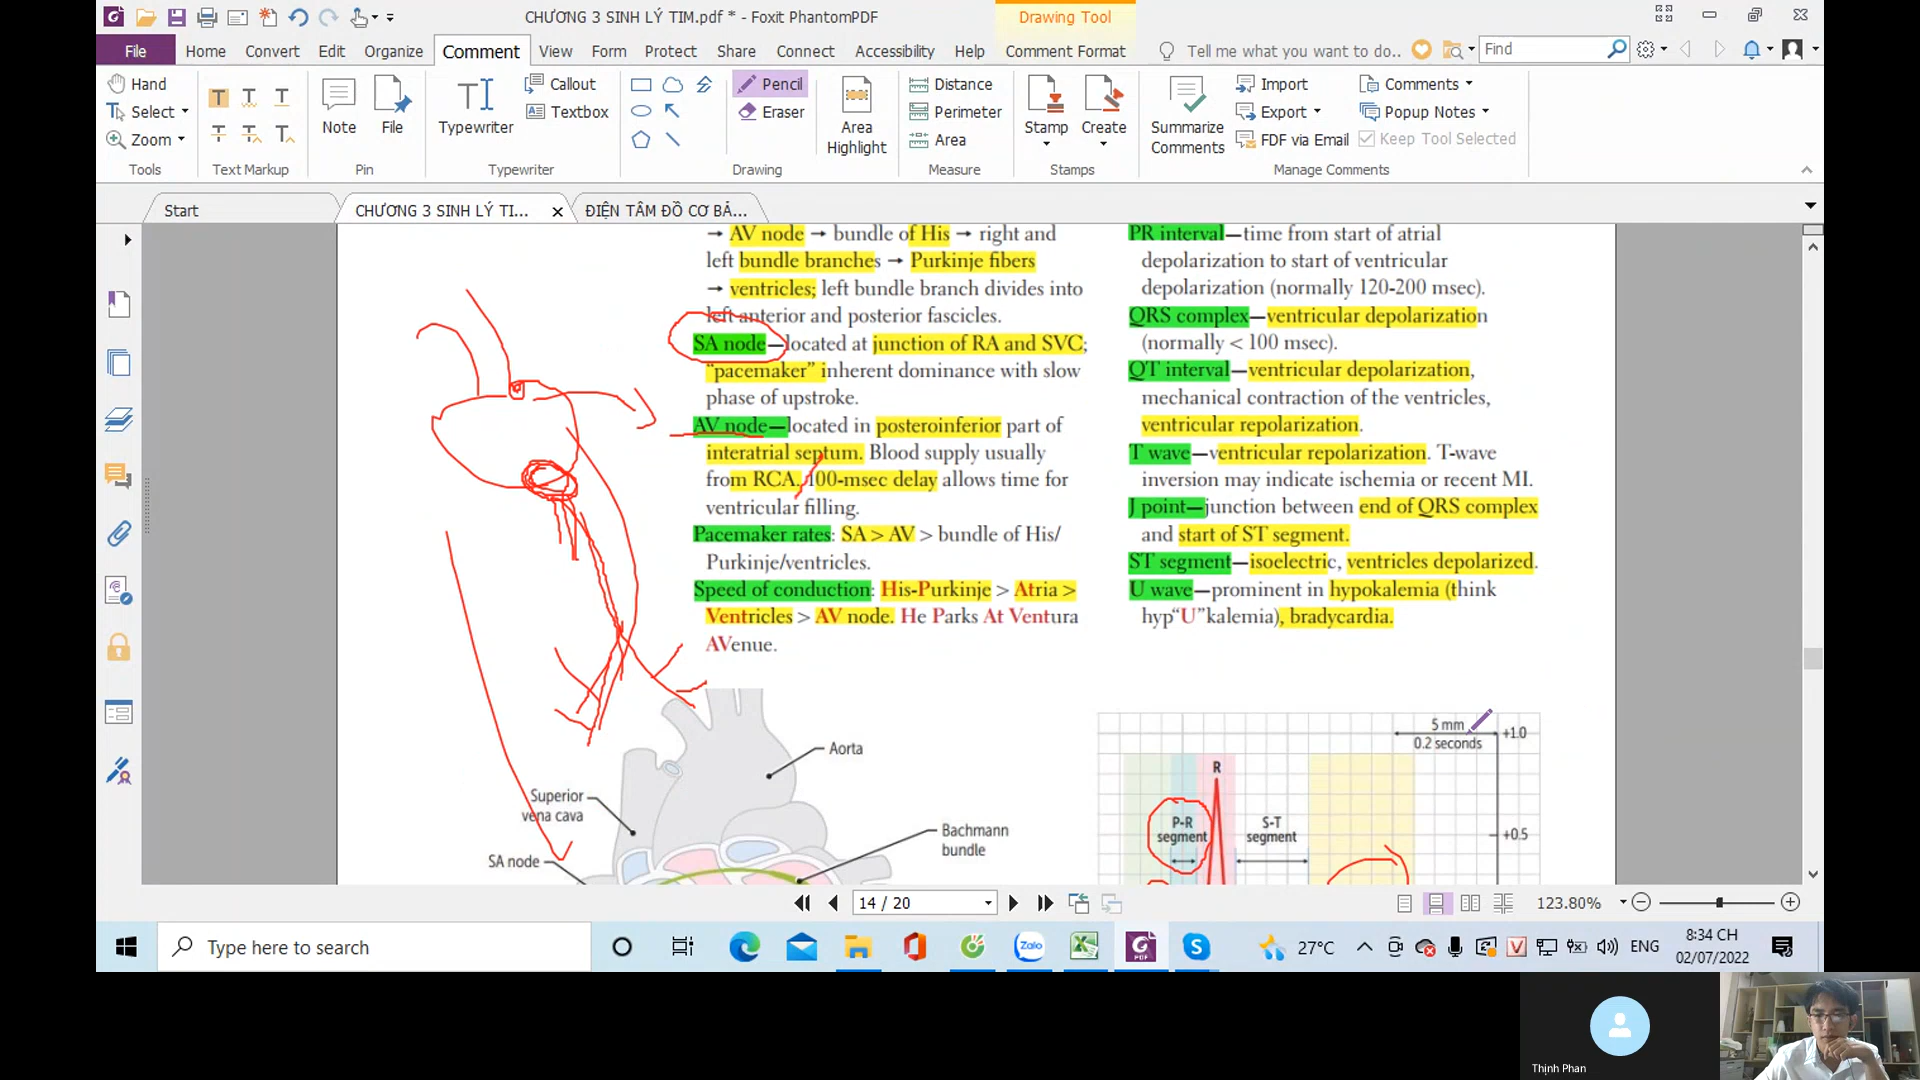 CHƯƠNG 3 SINH LÝ TIM.pdf * - Foxit PhantomPDF
Drawing Tool
File Home Convert Edit Organize Comment View Form Protect Share Connect Accessibility Help Comment Format Tell me what you want to do.. Find
Hand
Select
Zoom
Tools
Text Markup
Note
File
Pin
Typewriter
Callout
Textbox
Typewriter
Pencil
Eraser
Drawing
Area
Highlight
Distance
Perimeter
Area
Measure
Stamp
Create
Stamps
Summarize
Comments
Import
Export
FDF via Email
Comments
Popup Notes
Keep Tool Selected
Manage Comments
Start
CHƯƠNG 3 SINH LÝ TI...
ĐIỆN TÂM ĐỒ CƠ BẢ...
→ AV node → bundle of His → right and
left bundle branches → Purkinje fibers
→ ventricles; left bundle branch divides into
left anterior and posterior fascicles.
SA node—located at junction of RA and SVC;
“pacemaker” inherent dominance with slow
phase of upstroke.
AV node—located in posteroinferior part of
interatrial septum. Blood supply usually
from RCA. 100-msec delay allows time for
ventricular filling.
Pacemaker rates: SA > AV > bundle of His/
Purkinje/ventricles.
Speed of conduction: His-Purkinje > Atria >
Ventricles > AV node. He Parks At Ventura
AVenue.
PR interval—time from start of atrial
depolarization to start of ventricular
depolarization (normally 120-200 msec).
QRS complex—ventricular depolarization
(normally < 100 msec).
QT interval—ventricular depolarization,
mechanical contraction of the ventricles,
ventricular repolarization.
T wave—ventricular repolarization. T-wave
inversion may indicate ischemia or recent MI.
J point—junction between end of QRS complex
and start of ST segment.
ST segment—isoelectric, ventricles depolarized.
U wave—prominent in hypokalemia (think
hyp“U”kalemia), bradycardia.
Aorta
Superior
vena cava
SA node
Bachmann
bundle
5 mm
0.2 seconds
+1.0
R
P-R
segment
S-T
segment
+0.5
14 / 20
123.80%
Type here to search
Zalo
PDF
27°C
ENG
8:34 CH
02/07/2022
Thịnh Phan